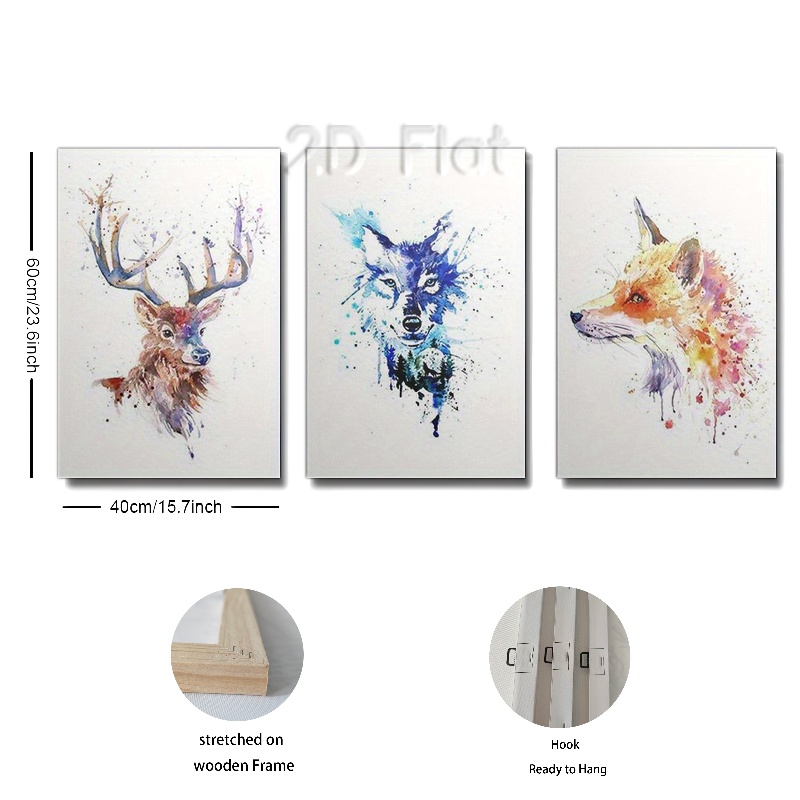 2D Flat
60cm/23.6inch
40cm/15.7inch
stretched on
wooden Frame
Hook
Ready to Hang